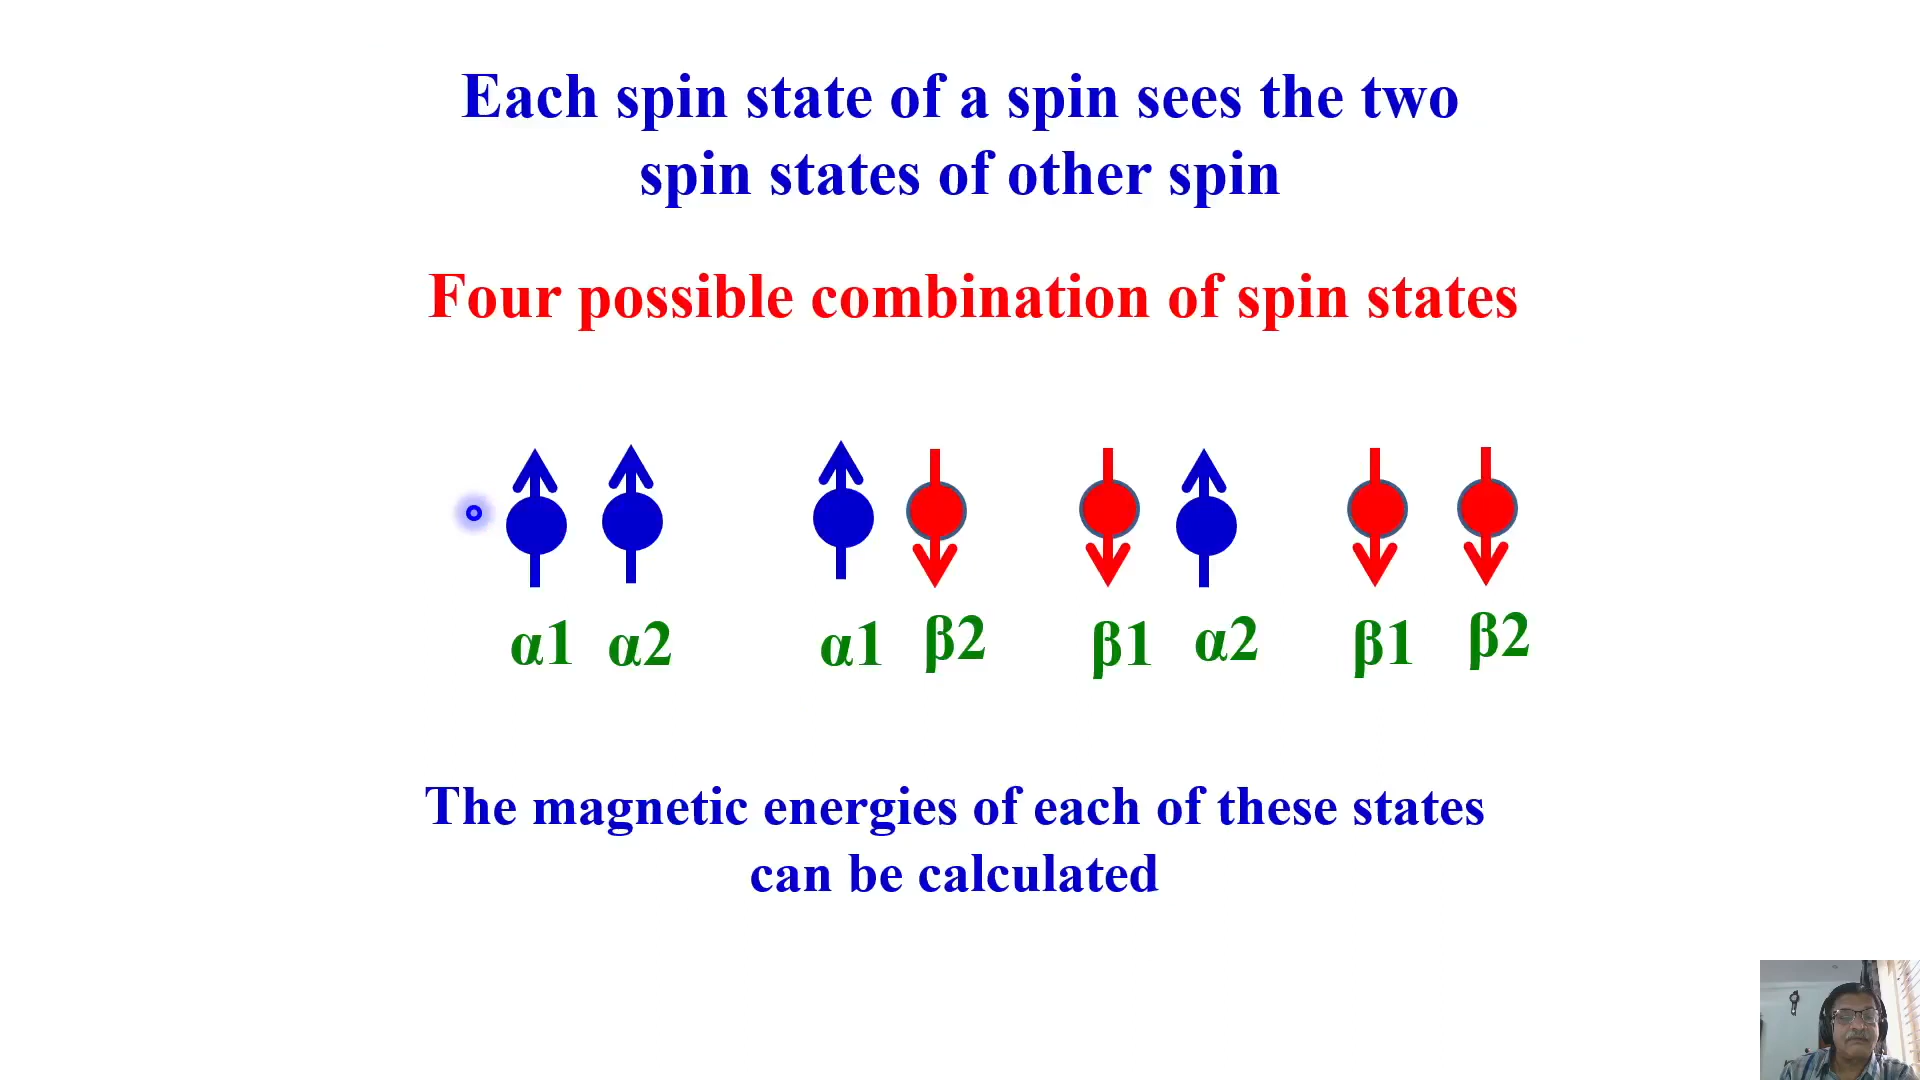 Each spin state of a spin sees the two
spin states of other spin
Four possible combination of spin states
α1 α2 α1 β2 β1 α2 β1 β2
The magnetic energies of each of these states
can be calculated